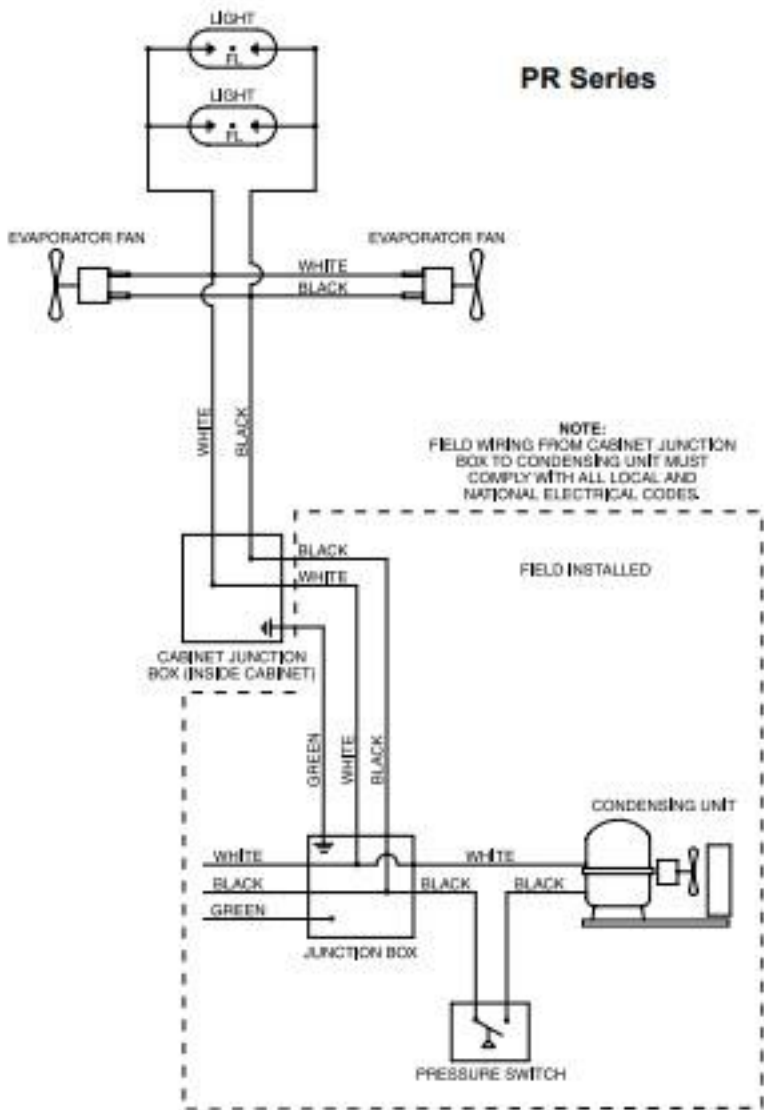 LIGHT
FL
PR Series
LIGHT
FL
EVAPORATOR FAN
EVAPORATOR FAN
WHITE
BLACK
WHITE
BLACK
NOTE:
FIELD WIRING FROM CABINET JUNCTION
BOX TO CONDENSING UNIT MUST
COMPLY WITH ALL LOCAL AND
NATIONAL ELECTRICAL CODES.
BLACK
WHITE
FIELD INSTALLED
CABINET JUNCTION
BOX (INSIDE CABINET)
GREEN
WHITE
BLACK
CONDENSING UNIT
WHITE
WHITE
BLACK
BLACK
BLACK
GREEN
JUNCTION BOX
PRESSURE SWITCH